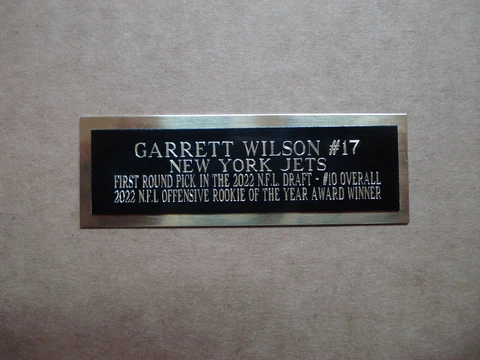 GARRETT WILSON #17
NEW YORK JETS
FIRST ROUND PICK IN THE 2022 N.F.L. DRAFT - #10 OVERALL
2022 N.F.L OFFENSIVE ROOKIE OF THE YEAR AWARD WINNER